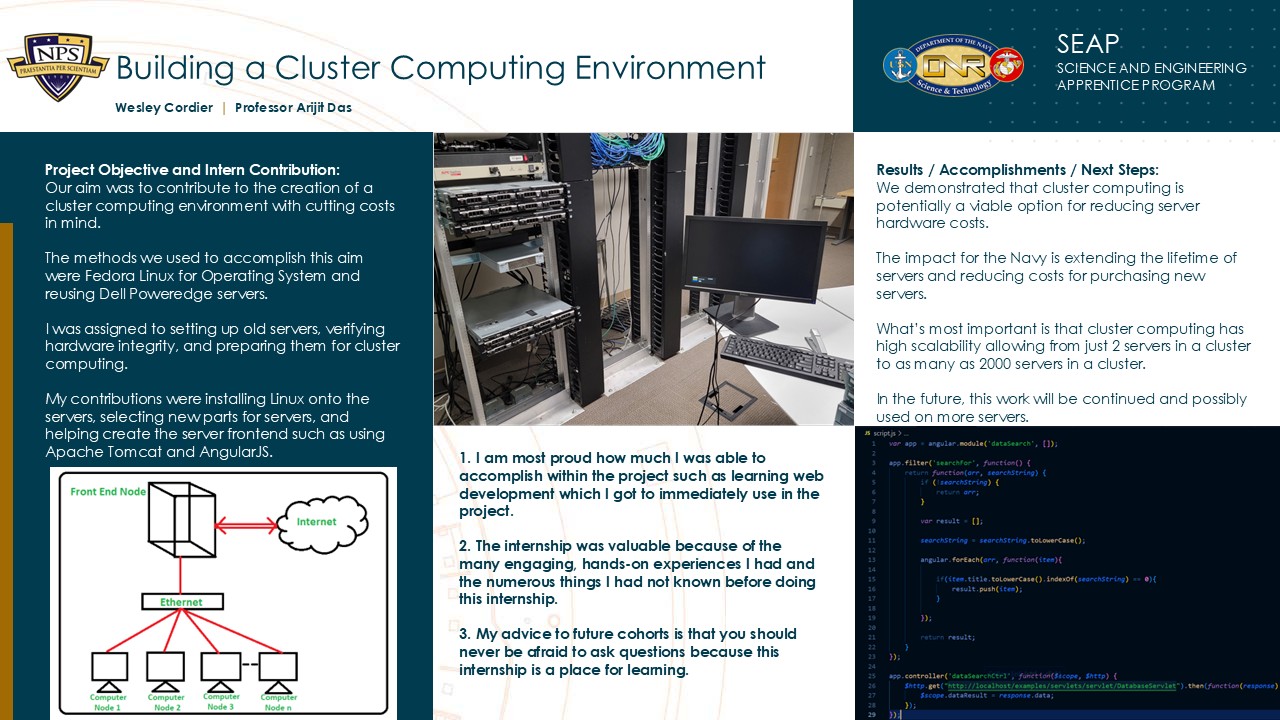 NPS
PRAESTANTIA PER SCIENTIAM
Building a Cluster Computing Environment
Wesley Cordier | Professor Arijit Das
DEPARTMENT OF THE NAVY
ONR
Science & Technology
SEAP
SCIENCE AND ENGINEERING
APPRENTICE PROGRAM
Project Objective and Intern Contribution:
Our aim was to contribute to the creation of a
cluster computing environment with cutting costs
in mind.
The methods we used to accomplish this aim
were Fedora Linux for Operating System and
reusing Dell Poweredge servers.
I was assigned to setting up old servers, verifying
hardware integrity, and preparing them for cluster
computing.
My contributions were installing Linux onto the
servers, selecting new parts for servers, and
helping create the server frontend such as using
Apache Tomcat and AngularJS.
Front End Node
Internet
Ethernet
Computer Node 1
Computer Node 2
Computer Node 3
Computer Node n
1. I am most proud how much I was able to
accomplish within the project such as learning web
development which I got to immediately use in the
project.
2. The internship was valuable because of the
many engaging, hands-on experiences I had and
the numerous things I had not known before doing
this internship.
3. My advice to future cohorts is that you should
never be afraid to ask questions because this
internship is a place for learning.
Results / Accomplishments / Next Steps:
We demonstrated that cluster computing is
potentially a viable option for reducing server
hardware costs.
The impact for the Navy is extending the lifetime of
servers and reducing costs for purchasing new
servers.
What's most important is that cluster computing has
high scalability allowing from just 2 servers in a cluster
to as many as 2000 servers in a cluster.
In the future, this work will be continued and possibly
used on more servers.
JS script.js > ...
1 var app = angular.module('dataSearch', []);
2
3 app.filter('searchFor', function() {
4 return function(arr, searchString) {
5 if (!searchString) {
6 return arr;
7 }
8
9 var result = [];
10
11 searchString = searchString.toLowerCase();
12
13 angular.forEach(arr, function(item){
14
15 if(item.title.toLowerCase().indexOf(searchString) == 0){
16 result.push(item);
17 }
18
19 });
20
21 return result;
22 }
23 });
24
25 app.controller('dataSearchCtrl', function($scope, $http) {
26 $http.get("http://localhost/examples/servlets/servlet/DatabaseServlet").then(function(response)
27 $scope.dataResult = response.data;
28 });
29 });